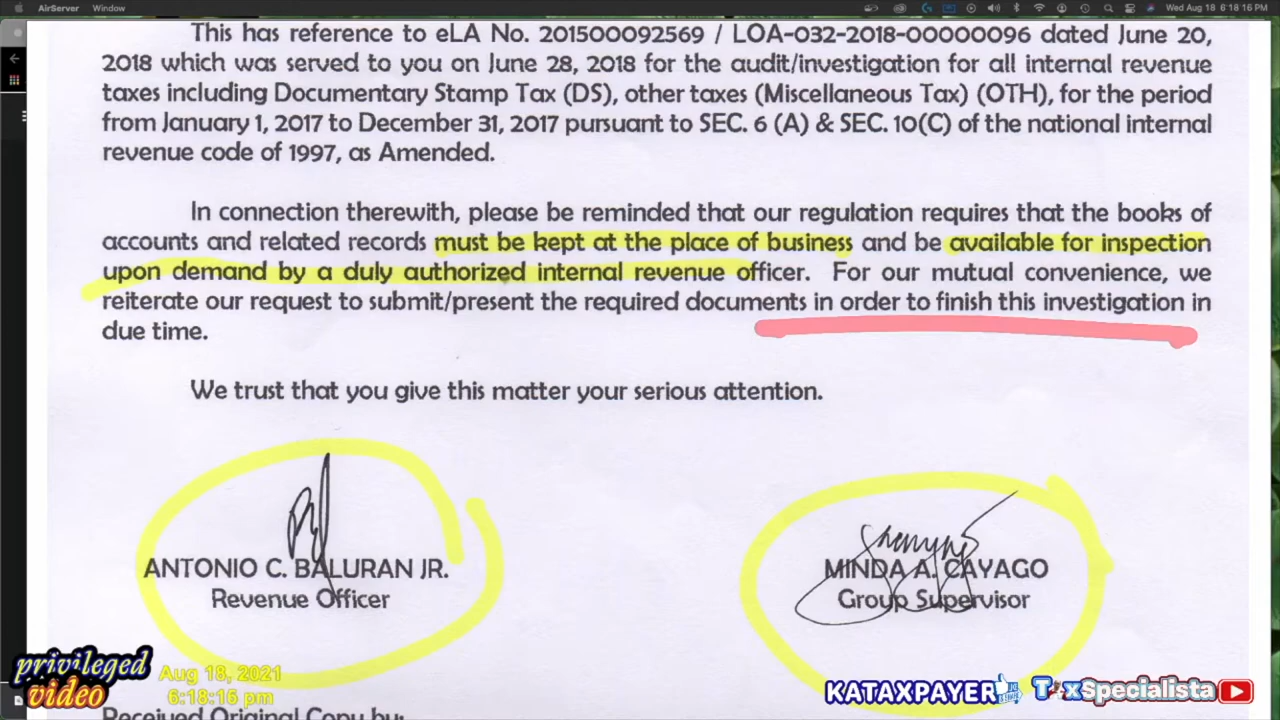 AirServer Window
Wed Aug 18 6:18:16 PM
This has reference to eLA No. 201500092569 / LOA-032-2018-00000096 dated June 20,
2018 which was served to you on June 28, 2018 for the audit/investigation for all internal revenue
taxes including Documentary Stamp Tax (DS), other taxes (Miscellaneous Tax) (OTH), for the period
from January 1, 2017 to December 31, 2017 pursuant to SEC. 6 (A) & SEC. 10(C) of the national internal
revenue code of 1997, as Amended.
In connection therewith, please be reminded that our regulation requires that the books of
accounts and related records must be kept at the place of business and be available for inspection
upon demand by a duly authorized internal revenue officer. For our mutual convenience, we
reiterate our request to submit/present the required documents in order to finish this investigation in
due time.
We trust that you give this matter your serious attention.
ANTONIO C. BALURAN JR.
Revenue Officer
MINDA A. CAYAGO
Group Supervisor
privileged
video
Aug 18, 2021
6:18:16 pm
KATAXPAYER
TaxSpecialista
Received Original Copy by: